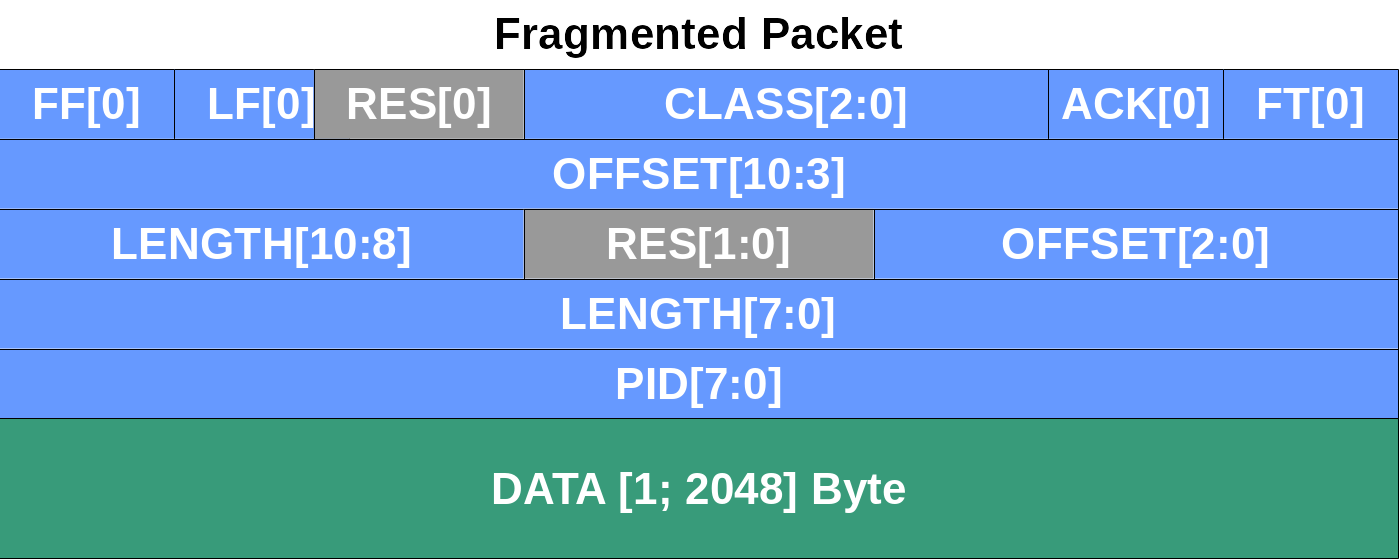 Fragmented Packet
FF[0] LF[0] RES[0] CLASS[2:0] ACK[0] FT[0]
OFFSET[10:3]
LENGTH[10:8] RES[1:0] OFFSET[2:0]
LENGTH[7:0]
PID[7:0]
DATA [1; 2048] Byte